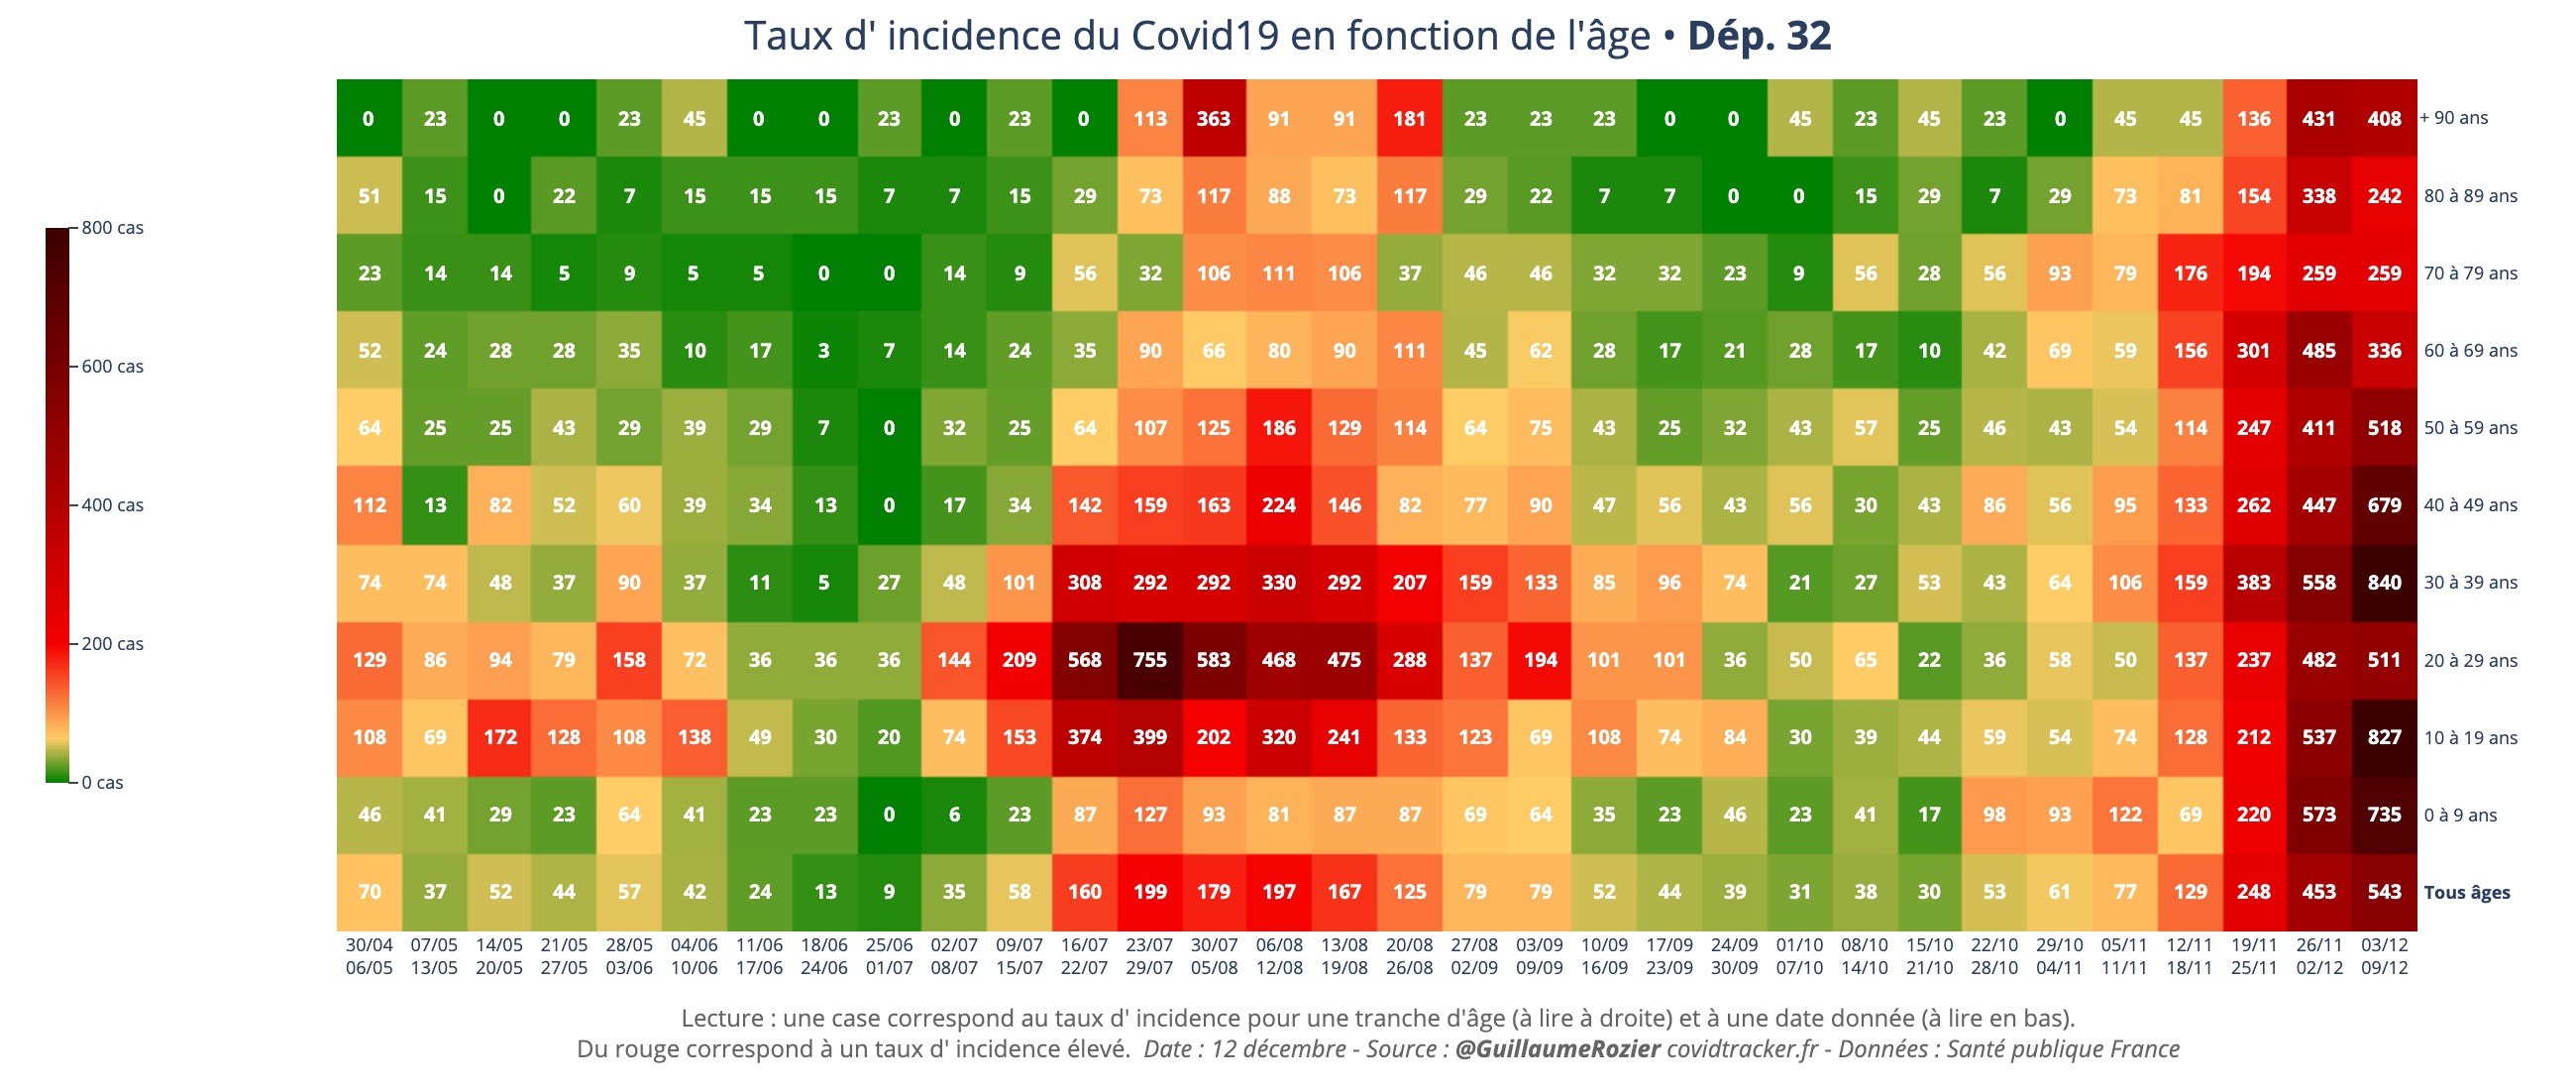 Taux d' incidence du Covid19 en fonction de l'âge • Dép. 32
0 23 0 0 23 45 0 0 23 0 23 0 113 363 91 91 181 23 23 23 0 0 45 23 45 23 0 45 45 136 431 408 + 90 ans
51 15 0 22 7 15 15 15 7 7 15 29 73 117 88 73 117 29 22 7 7 0 0 15 29 7 29 73 81 154 338 242 80 à 89 ans
800 cas
23 14 14 5 9 5 5 0 0 14 9 56 32 106 111 106 37 46 46 32 32 23 9 56 28 56 93 79 176 194 259 259 70 à 79 ans
52 24 28 28 35 10 17 3 7 14 24 35 90 66 80 90 111 45 62 28 17 21 28 17 10 42 69 59 156 301 485 336 60 à 69 ans
600 cas
64 25 25 43 29 39 29 7 0 32 25 64 107 125 186 129 114 64 75 43 25 32 43 57 25 46 43 54 114 247 411 518 50 à 59 ans
400 cas
112 13 82 52 60 39 34 13 0 17 34 142 159 163 224 146 82 77 90 47 56 43 56 30 43 86 56 95 133 262 447 679 40 à 49 ans
74 74 48 37 90 37 11 5 27 48 101 308 292 292 330 292 207 159 133 85 96 74 21 27 53 43 64 106 159 383 558 840 30 à 39 ans
200 cas
129 86 94 79 158 72 36 36 36 144 209 568 755 583 468 475 288 137 194 101 101 36 50 65 22 36 58 50 137 237 482 511 20 à 29 ans
108 69 172 128 108 138 49 30 20 74 153 374 399 202 320 241 133 123 69 108 74 84 30 39 44 59 54 74 128 212 537 827 10 à 19 ans
0 cas
46 41 29 23 64 41 23 23 0 6 23 87 127 93 81 87 87 69 64 35 23 46 23 41 17 98 93 122 69 220 573 735 0 à 9 ans
70 37 52 44 57 42 24 13 9 35 58 160 199 179 197 167 125 79 79 52 44 39 31 38 30 53 61 77 129 248 453 543 Tous âges
30/04 07/05 14/05 21/05 28/05 04/06 11/06 18/06 25/06 02/07 09/07 16/07 23/07 30/07 06/08 13/08 20/08 27/08 03/09 10/09 17/09 24/09 01/10 08/10 15/10 22/10 29/10 05/11 12/11 19/11 26/11 03/12
06/05 13/05 20/05 27/05 03/06 10/06 17/06 24/06 01/07 08/07 15/07 22/07 29/07 05/08 12/08 19/08 26/08 02/09 09/09 16/09 23/09 30/09 07/10 14/10 21/10 28/10 04/11 11/11 18/11 25/11 02/12 09/12
Lecture : une case correspond au taux d' incidence pour une tranche d'âge (à lire à droite) et à une date donnée (à lire en bas).
Du rouge correspond à un taux d' incidence élevé. Date : 12 décembre - Source : @GuillaumeRozier covidtracker.fr - Données : Santé publique France